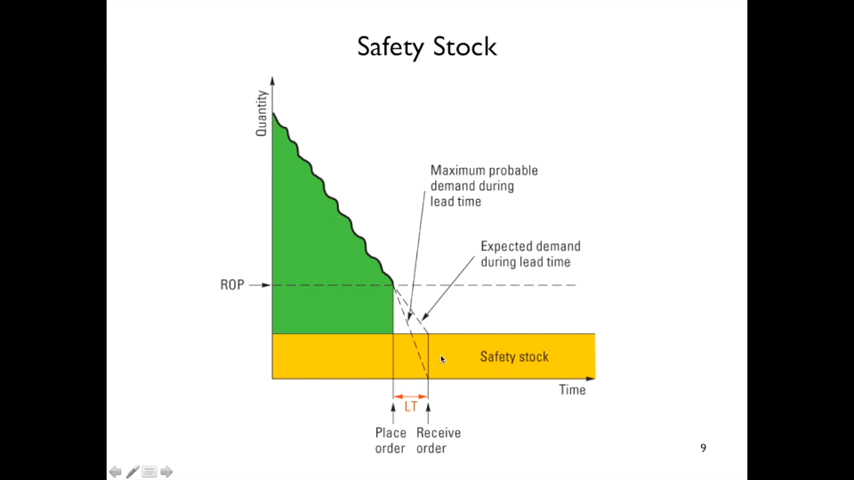 Safety Stock
Quantity
Maximum probable
demand during
lead time
Expected demand
during lead time
ROP
Safety stock
Time
LT
Place
order
Receive
order
9